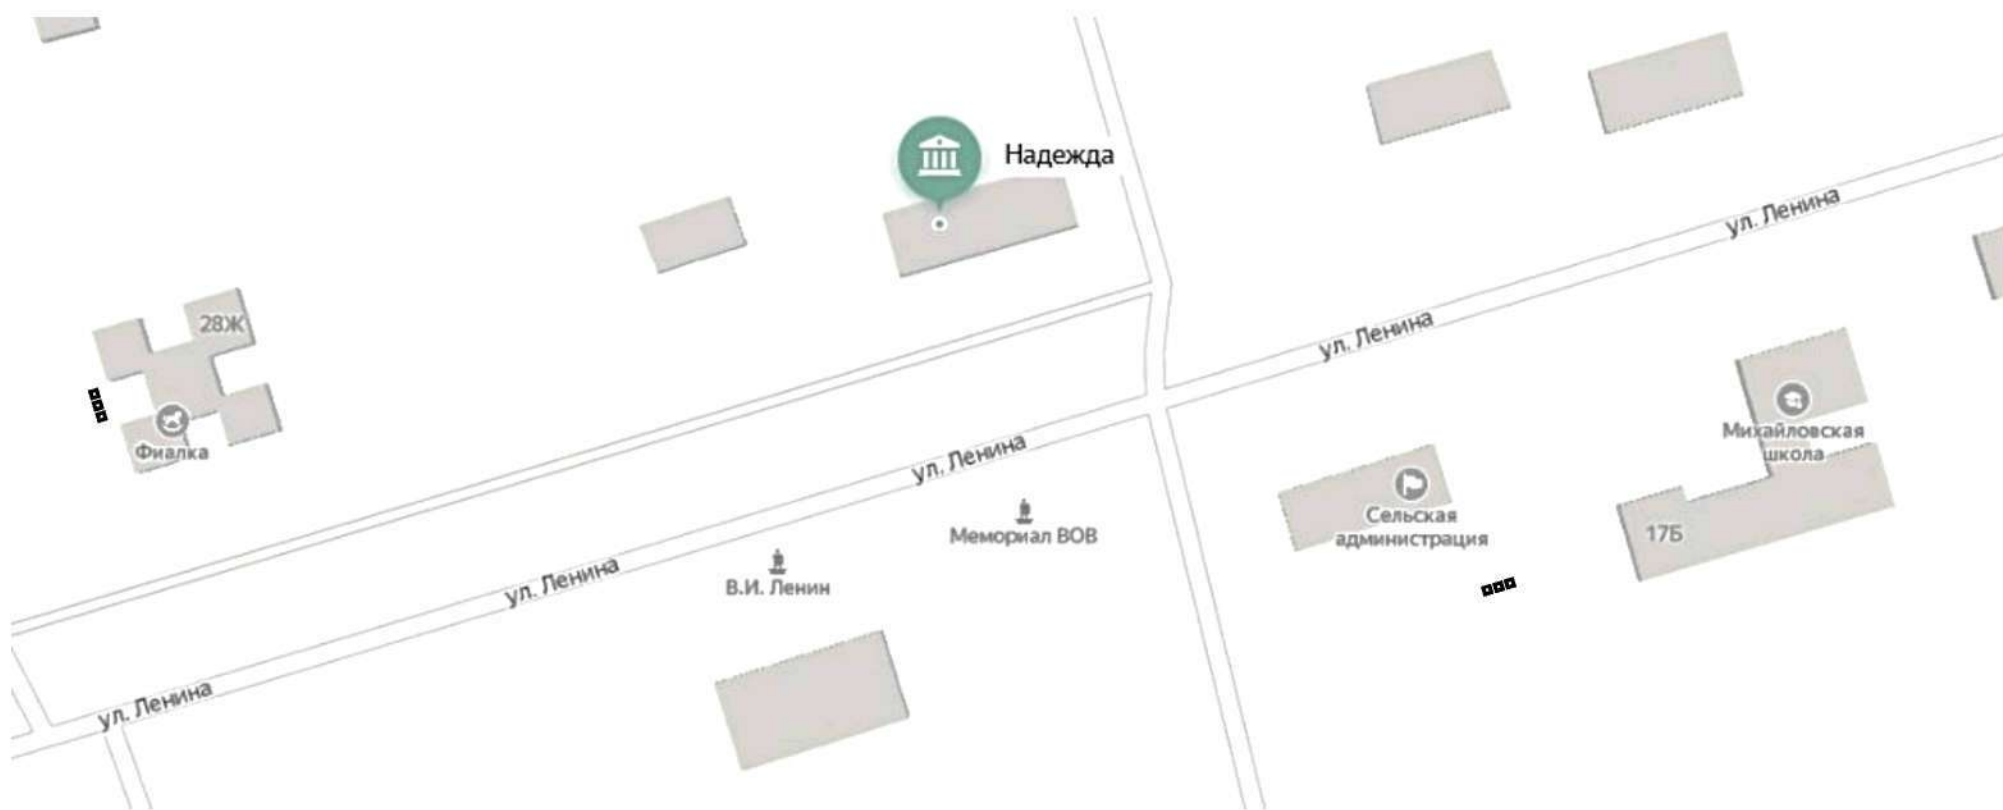 Надежда
ул. Ленина
28Ж
ул. Ленина
Фиалка
Михайловская
школа
ул. Ленина
Сельская
администрация
17Б
Мемориал ВОВ
ул. Ленина
В.И. Ленин
ул. Ленина